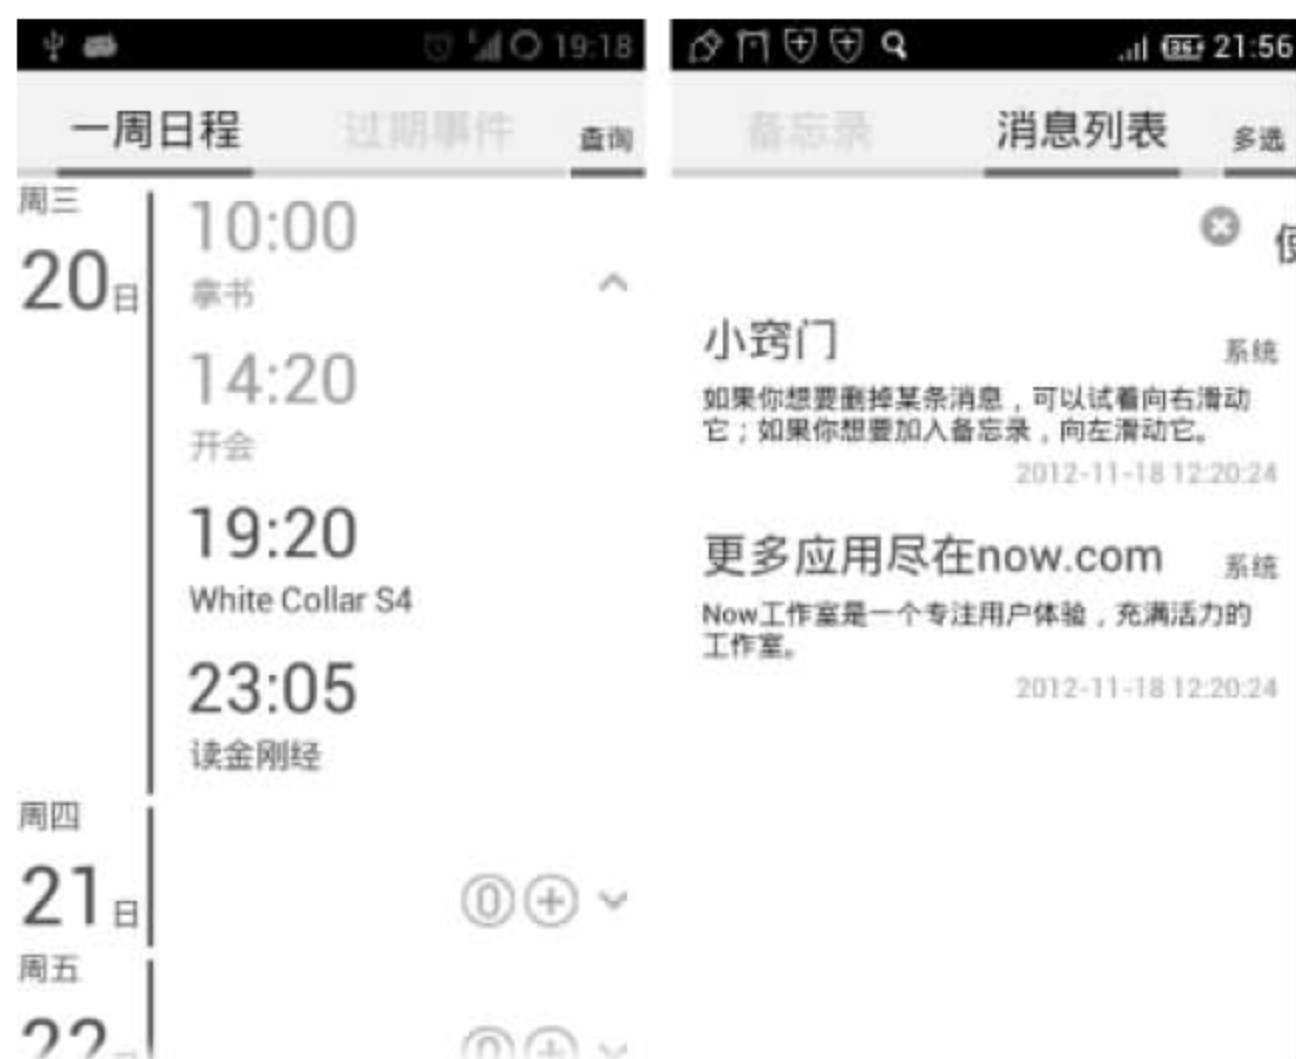 19:18
一周日程 过期事件 查询
周三
20日
10:00
拿书
14:20
开会
19:20
White Collar S4
23:05
读金刚经
周四
21日
0
周五
22
0
21:56
备忘录 消息列表 多选
小窍门 系统
如果你想要删掉某条消息，可以试着向右滑动
它；如果你想要加入备忘录，向左滑动它。
2012-11-18 12:20:24
更多应用尽在now.com 系统
Now工作室是一个专注用户体验，充满活力的
工作室。
2012-11-18 12:20:24